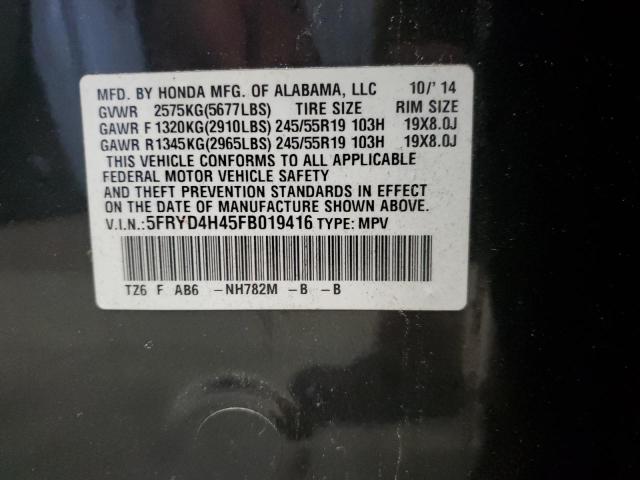 MFD. BY HONDA MFG. OF ALABAMA, LLC 10/'14
GVWR 2575KG(5677LBS) TIRE SIZE RIM SIZE
GAWR F 1320KG(2910LBS) 245/55R19 103H 19X8.0J
GAWR R1345KG(2965LBS) 245/55R19 103H 19X8.0J
THIS VEHICLE CONFORMS TO ALL APPLICABLE
FEDERAL MOTOR VEHICLE SAFETY
AND THEFT PREVENTION STANDARDS IN EFFECT
ON THE DATE OF MANUFACTURE SHOWN ABOVE.
V.I.N.:5FRYD4H45FB019416 TYPE: MPV
TZ6 F AB6 -NH782M -B -B